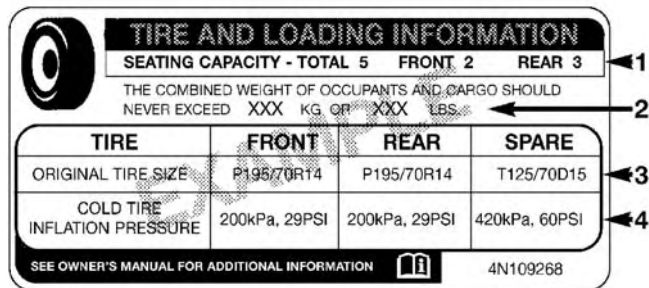 TIRE AND LOADING INFORMATION
SEATING CAPACITY - TOTAL 5 FRONT 2 REAR 3
1
THE COMBINED WEIGHT OF OCCUPANTS AND CARGO SHOULD
NEVER EXCEED XXX KG OR XXX LBS.
2
TIRE FRONT REAR SPARE
ORIGINAL TIRE SIZE P195/70R14 P195/70R14 T125/70D15
3
COLD TIRE
INFLATION PRESSURE 200kPa, 29PSI 200kPa, 29PSI 420kPa, 60PSI
4
SEE OWNER'S MANUAL FOR ADDITIONAL INFORMATION i 4N109268
EXAMPLE